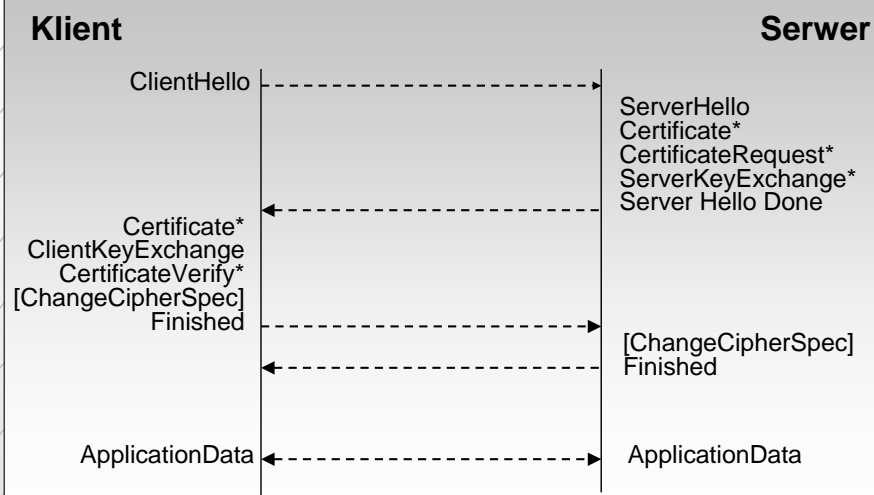 Klient
Serwer
ClientHello
ServerHello
Certificate*
CertificateRequest*
ServerKeyExchange*
Server Hello Done
Certificate*
ClientKeyExchange
CertificateVerify*
[ChangeCipherSpec]
Finished
[ChangeCipherSpec]
Finished
ApplicationData
ApplicationData